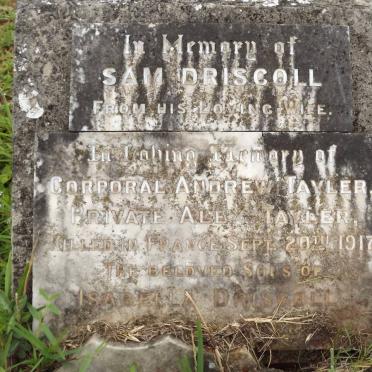 In Memory of
SAM DRISCOLL
FROM HIS LOVING WIFE.
In Loving Memory of
CORPORAL ANDREW TAYLER.
PRIVATE TAYLER.
KILLED IN FRANCE SEPT. 20TH 1917
THE BELOVED SONS OF
ISABELLA DRISCOLL